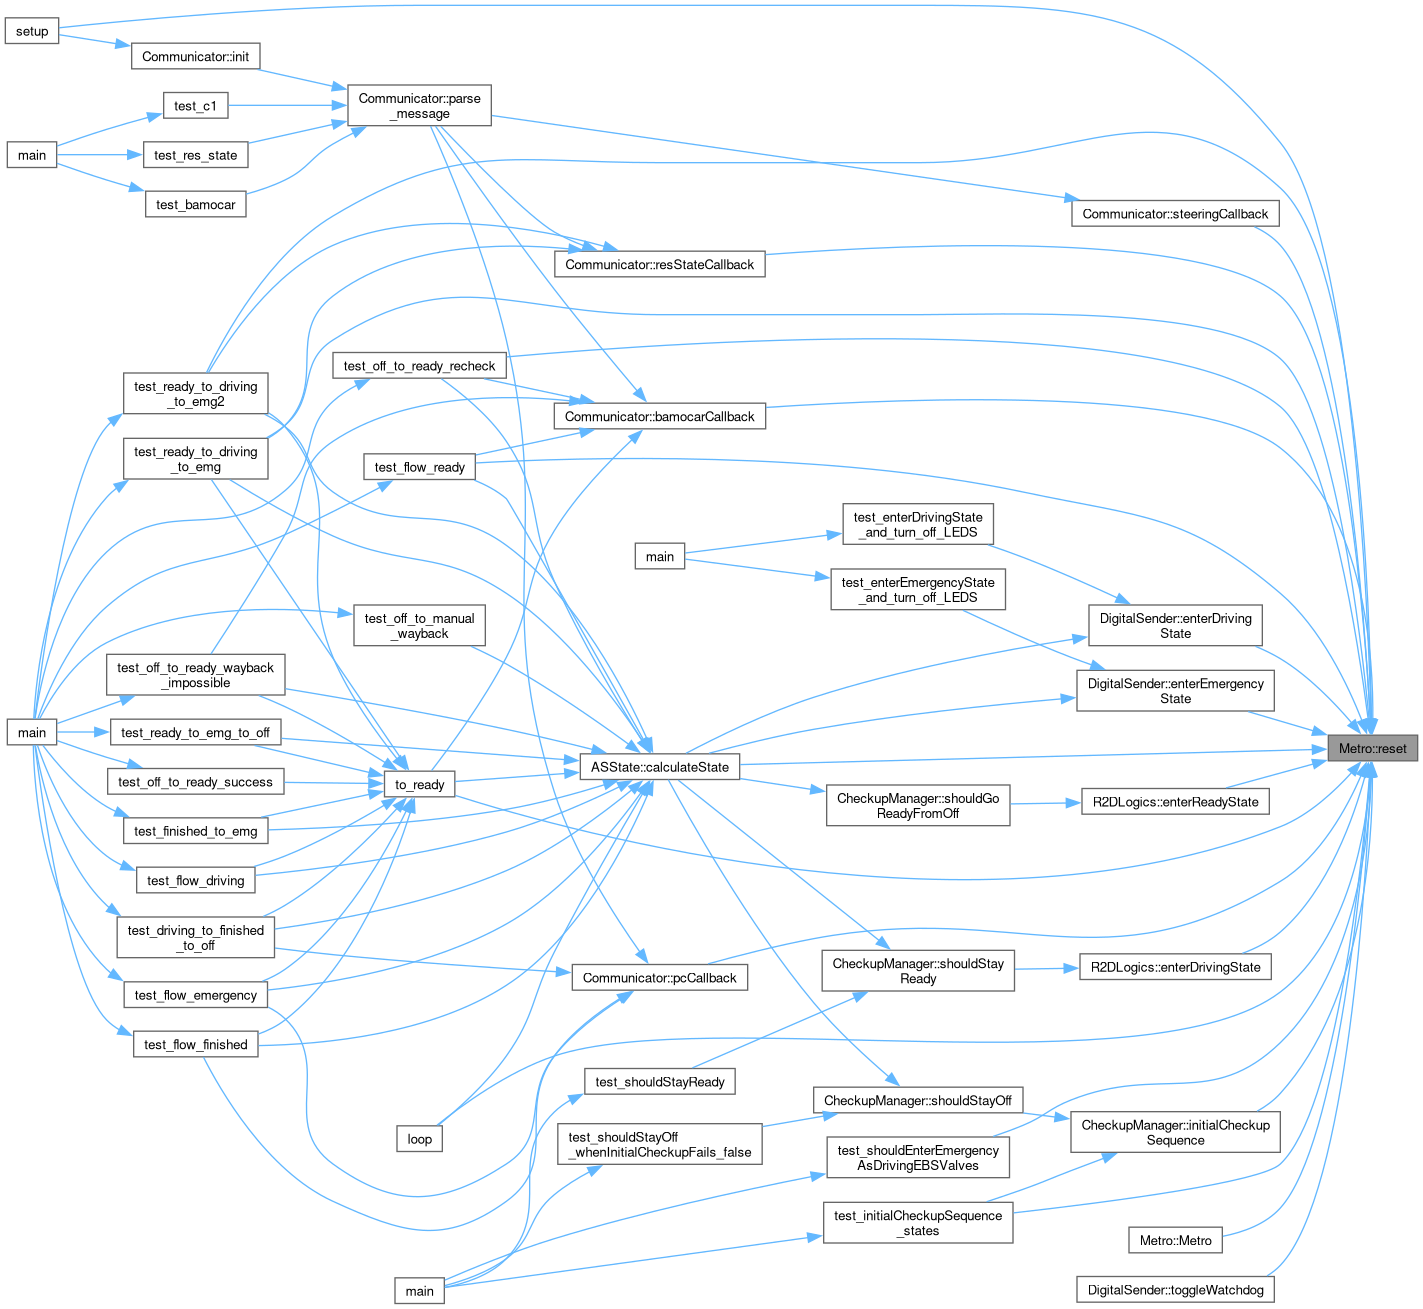 setup
Communicator::init
Communicator::parse
_message
test_c1
main
test_res_state
test_bamocar
Communicator::steeringCallback
Communicator::resStateCallback
test_off_to_ready_recheck
test_ready_to_driving
_to_emg2
Communicator::bamocarCallback
test_ready_to_driving
_to_emg
test_flow_ready
test_enterDrivingState
_and_turn_off_LEDS
main
test_enterEmergencyState
_and_turn_off_LEDS
test_off_to_manual
_wayback
DigitalSender::enterDriving
State
test_off_to_ready_wayback
_impossible
DigitalSender::enterEmergency
State
main
test_ready_to_emg_to_off
Metro::reset
ASState::calculateState
test_off_to_ready_success
to_ready
CheckupManager::shouldGo
ReadyFromOff
R2DLogics::enterReadyState
test_finished_to_emg
test_flow_driving
test_driving_to_finished
_to_off
CheckupManager::shouldStay
Ready
R2DLogics::enterDrivingState
Communicator::pcCallback
test_flow_emergency
test_flow_finished
test_shouldStayReady
CheckupManager::shouldStayOff
loop
test_shouldStayOff
_whenInitialCheckupFails_false
test_shouldEnterEmergency
AsDrivingEBSValves
CheckupManager::initialCheckup
Sequence
test_initialCheckupSequence
_states
Metro::Metro
main
DigitalSender::toggleWatchdog